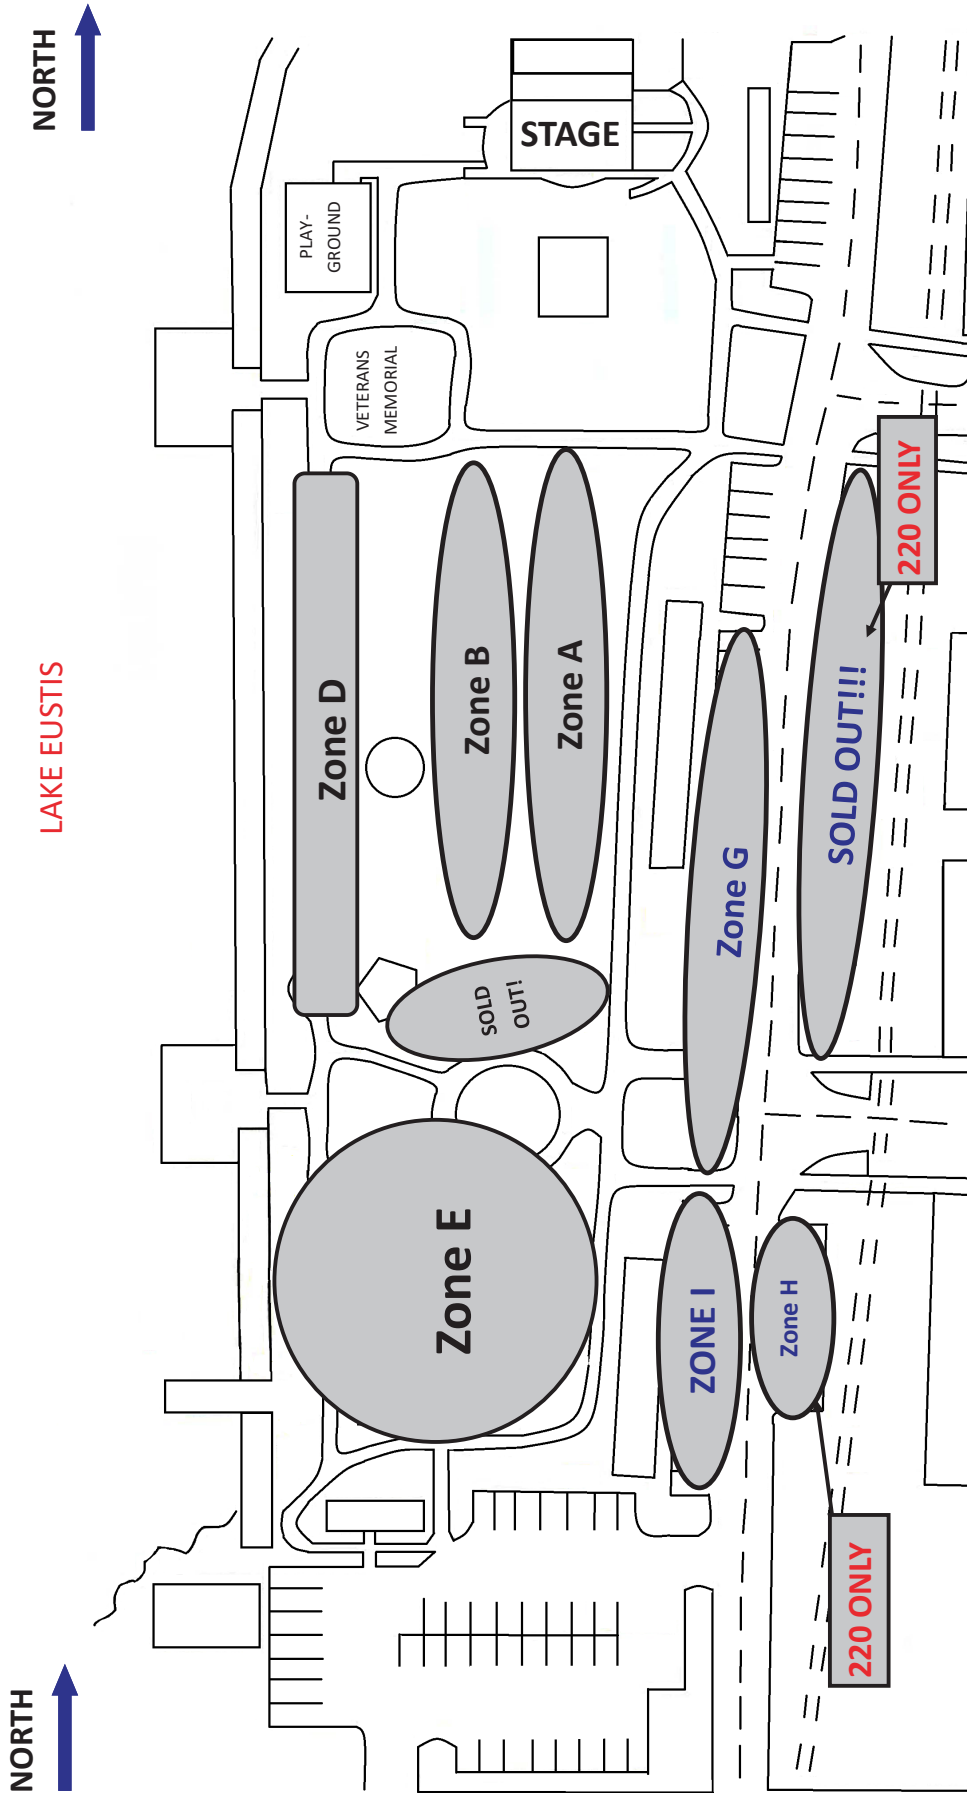 NORTH
STAGE
PLAY-
GROUND
VETERANS
MEMORIAL
220 ONLY
LAKE EUSTIS
Zone D
Zone B
Zone A
SOLD OUT!!!
Zone G
SOLD
OUT!
Zone E
ZONE I
Zone H
220 ONLY
NORTH